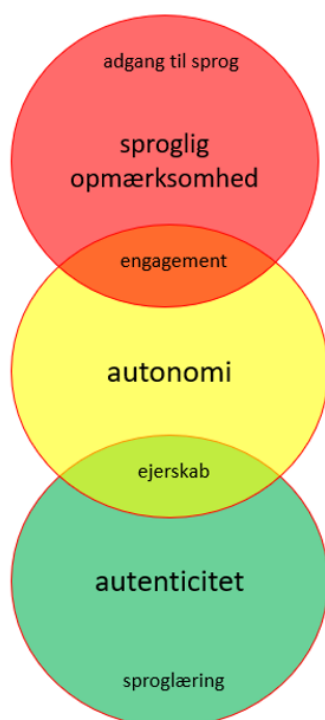 adgang til sprog
sproglig
opmærksomhed
engagement
autonomi
ejerskab
autenticitet
sproglæring